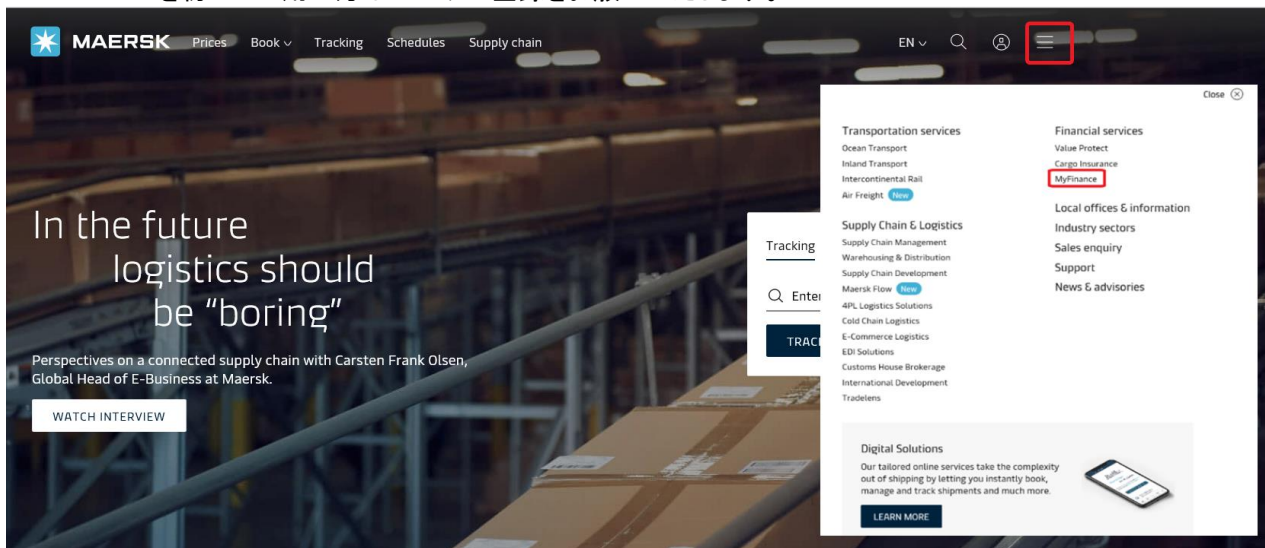 MAERSK Prices Book Tracking Schedules Supply chain EN
Close
Transportation services
Ocean Transport
Inland Transport
Intercontinental Rail
Air Freight New
Supply Chain & Logistics
Supply Chain Management
Warehousing & Distribution
Supply Chain Development
Maersk Flow New
4PL Logistics Solutions
Cold Chain Logistics
E-Commerce Logistics
EDI Solutions
Customs House Brokerage
International Development
Tradelens
Financial services
Value Protect
Cargo Insurance
MyFinance
Local offices & information
Industry sectors
Sales enquiry
Support
News & advisories
In the future
logistics should
be “boring”
Perspectives on a connected supply chain with Carsten Frank Olsen,
Global Head of E-Business at Maersk.
WATCH INTERVIEW
Tracking
Enter
TRAC
Digital Solutions
Our tailored online services take the complexity
out of shipping by letting you instantly book,
manage and track shipments and much more.
LEARN MORE